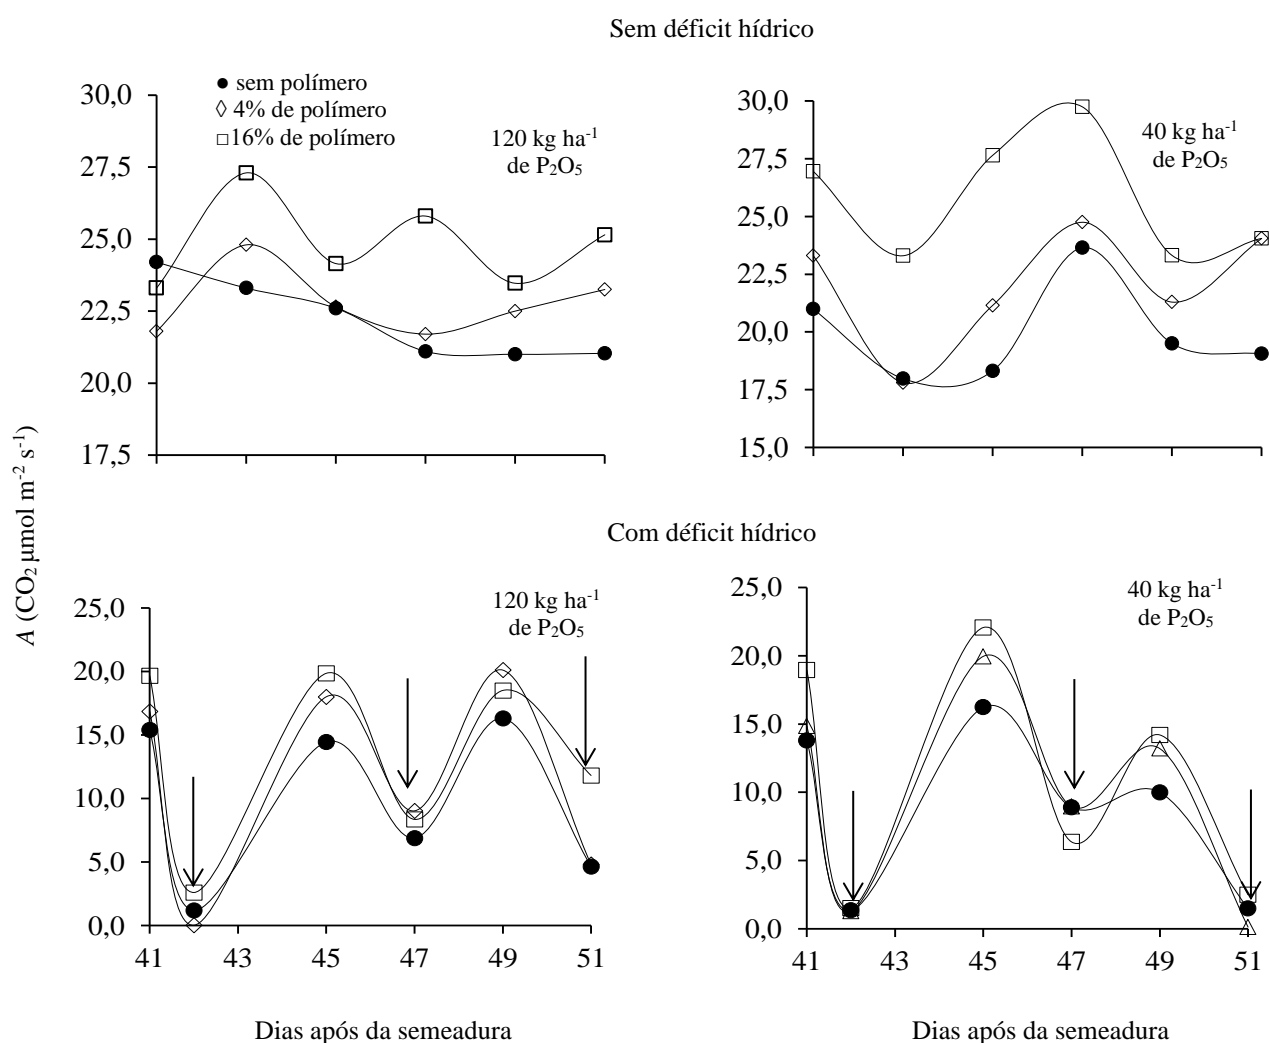 Sem déficit hídrico
● sem polímero
◇ 4% de polímero
□ 16% de polímero
120 kg ha⁻¹
de P₂O₅
30,0
27,5
25,0
22,5
20,0
17,5
40 kg ha⁻¹
de P₂O₅
30,0
27,5
25,0
22,5
20,0
17,5
15,0
A (CO₂ µmol m⁻² s⁻¹)
Com déficit hídrico
120 kg ha⁻¹
de P₂O₅
25,0
20,0
15,0
10,0
5,0
0,0
41 43 45 47 49 51
Dias após da semeadura
40 kg ha⁻¹
de P₂O₅
25,0
20,0
15,0
10,0
5,0
0,0
41 43 45 47 49 51
Dias após da semeadura